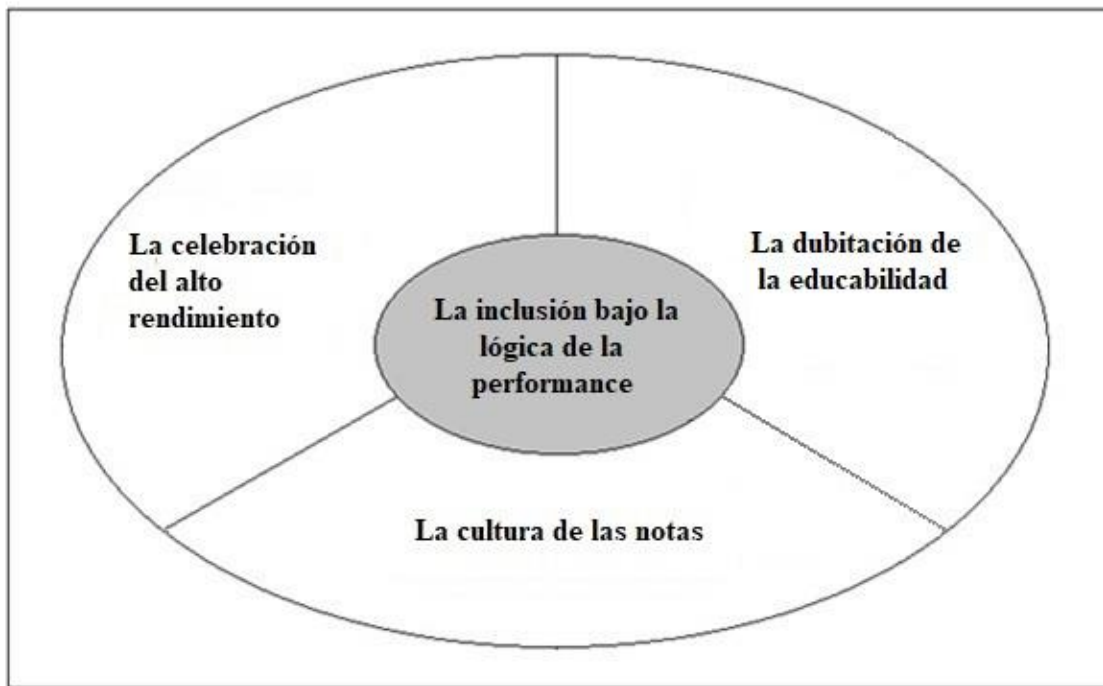 La celebración
del alto
rendimiento
La inclusión bajo la
lógica de la
performance
La dubitación de
la educabilidad
La cultura de las notas